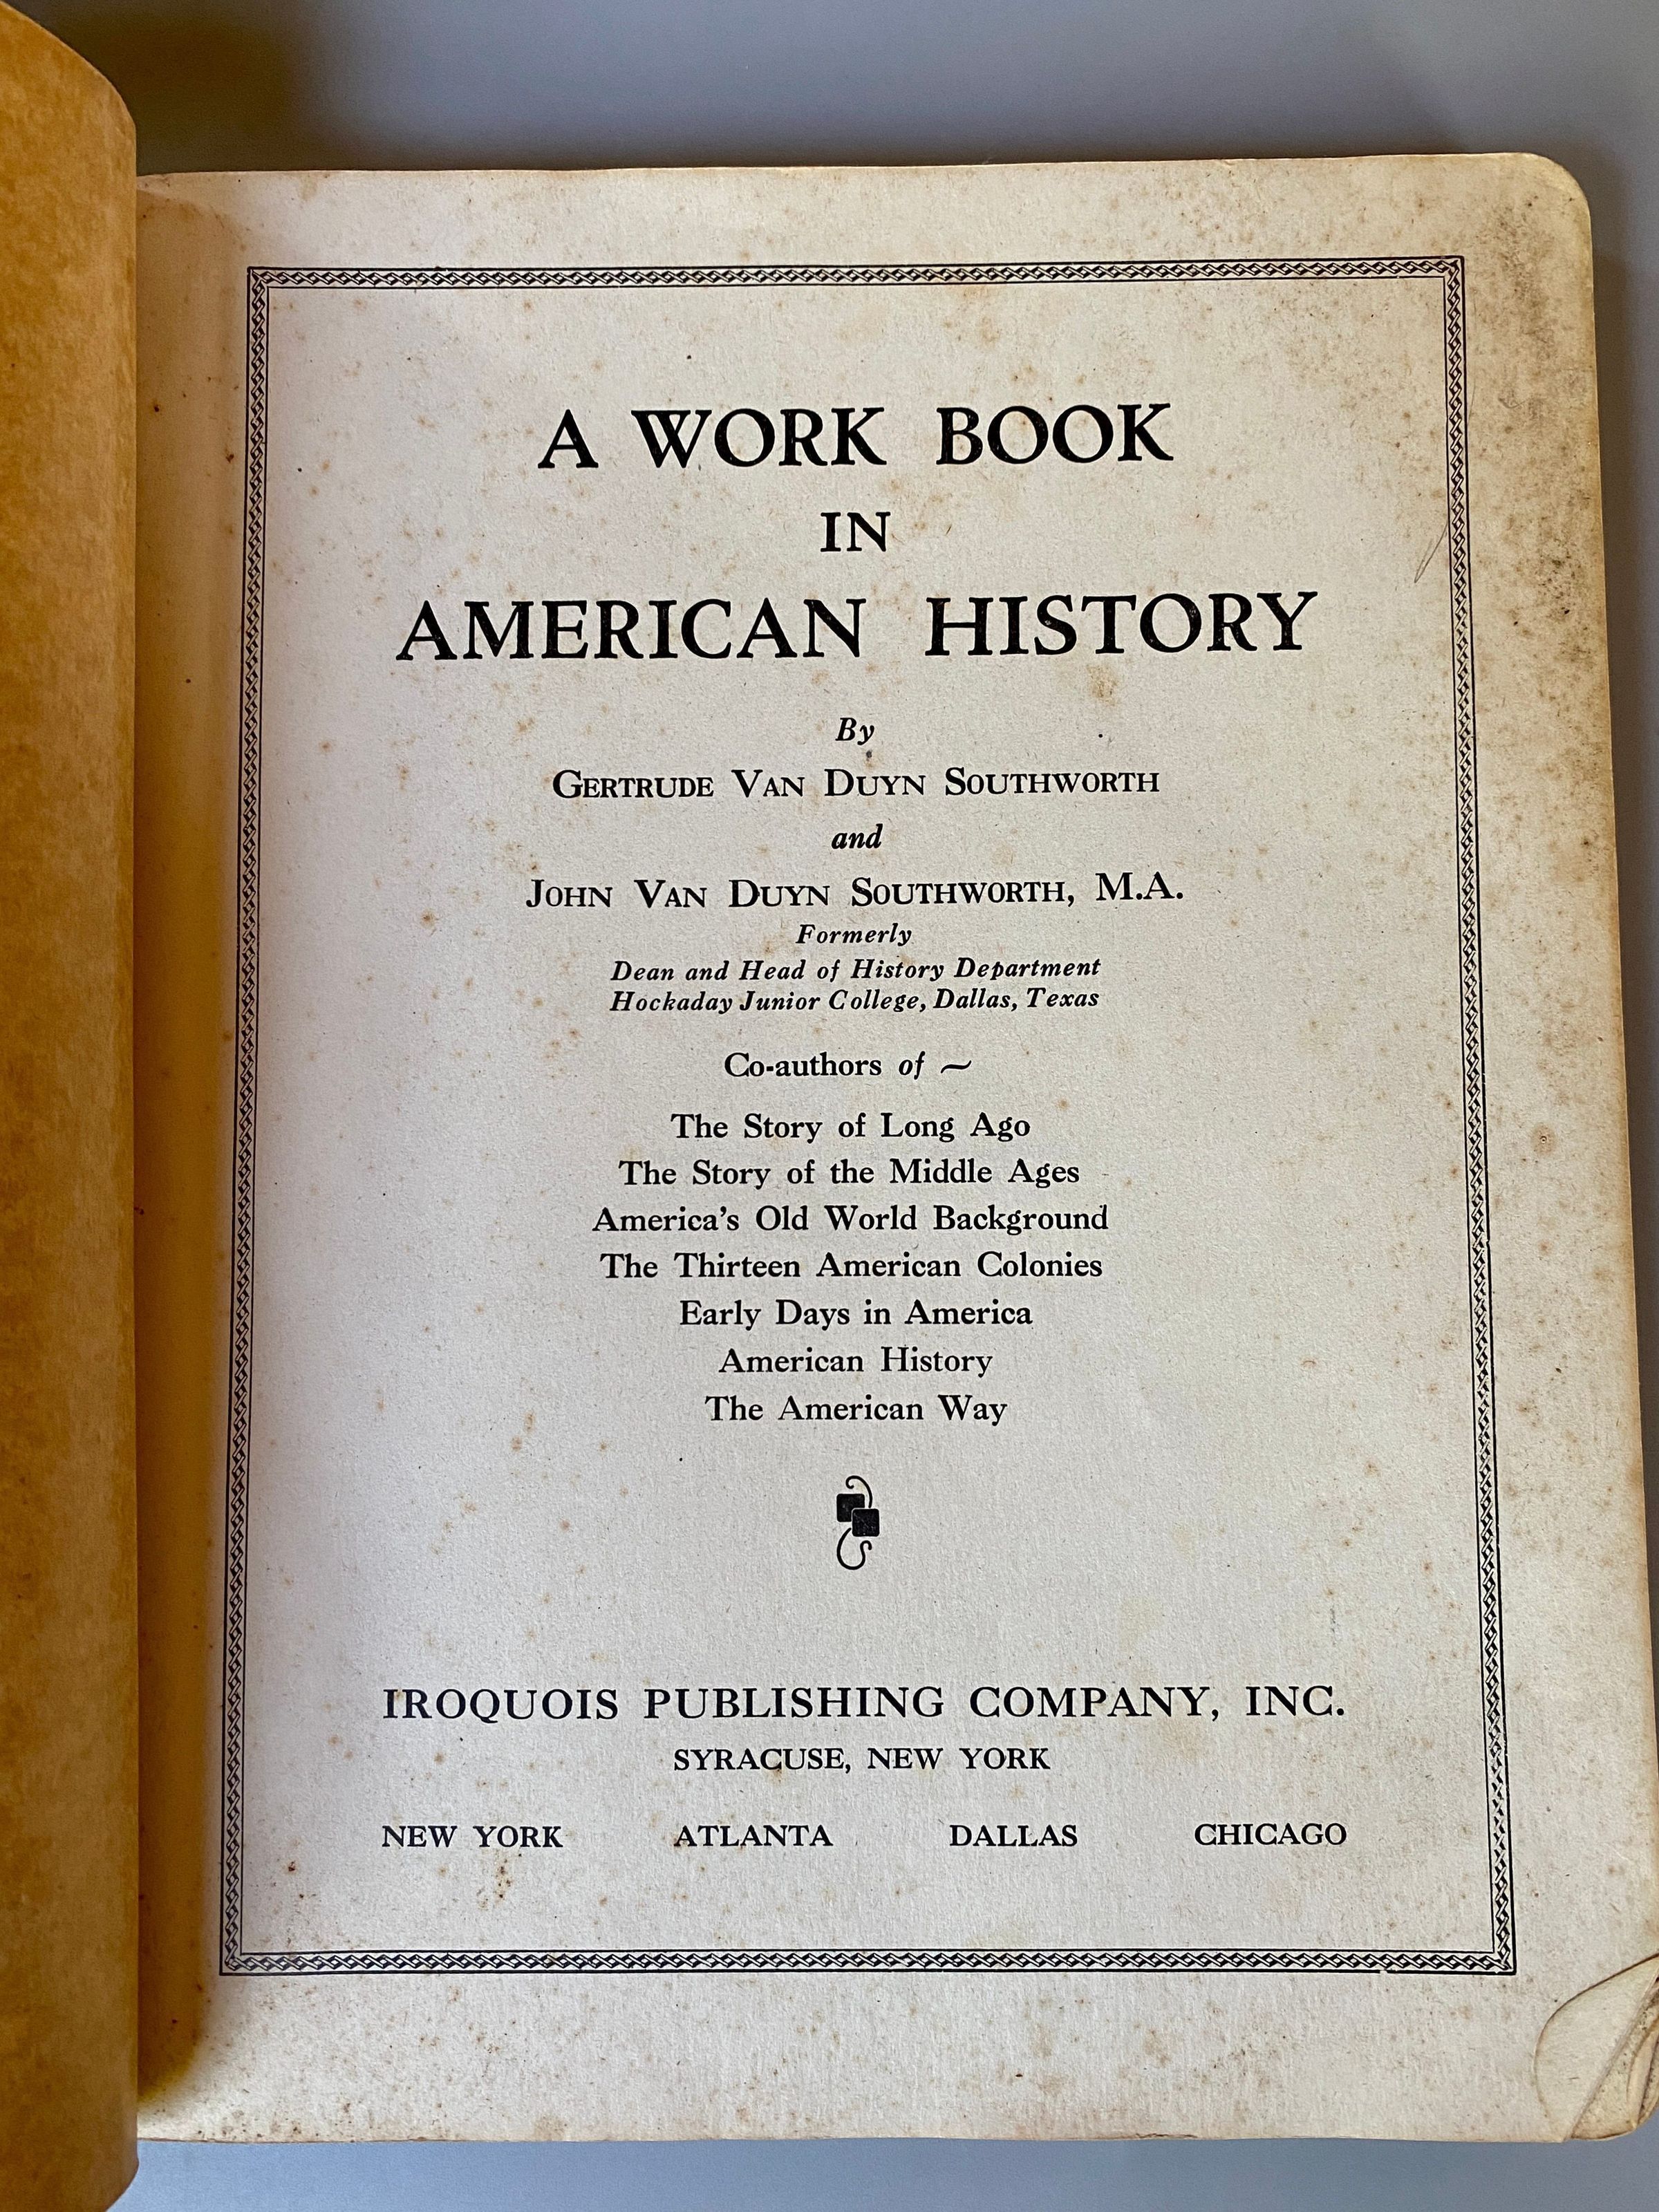 A WORK BOOK
IN
AMERICAN HISTORY
By
GERTRUDE VAN DUYN SOUTHWORTH
and
JOHN VAN DUYN SOUTHWORTH, M.A.
Formerly
Dean and Head of History Department
Hockaday Junior College, Dallas, Texas
Co-authors of ~
The Story of Long Ago
The Story of the Middle Ages
America's Old World Background
The Thirteen American Colonies
Early Days in America
American History
The American Way
IROQUOIS PUBLISHING COMPANY, INC.
SYRACUSE, NEW YORK
NEW YORK ATLANTA DALLAS CHICAGO